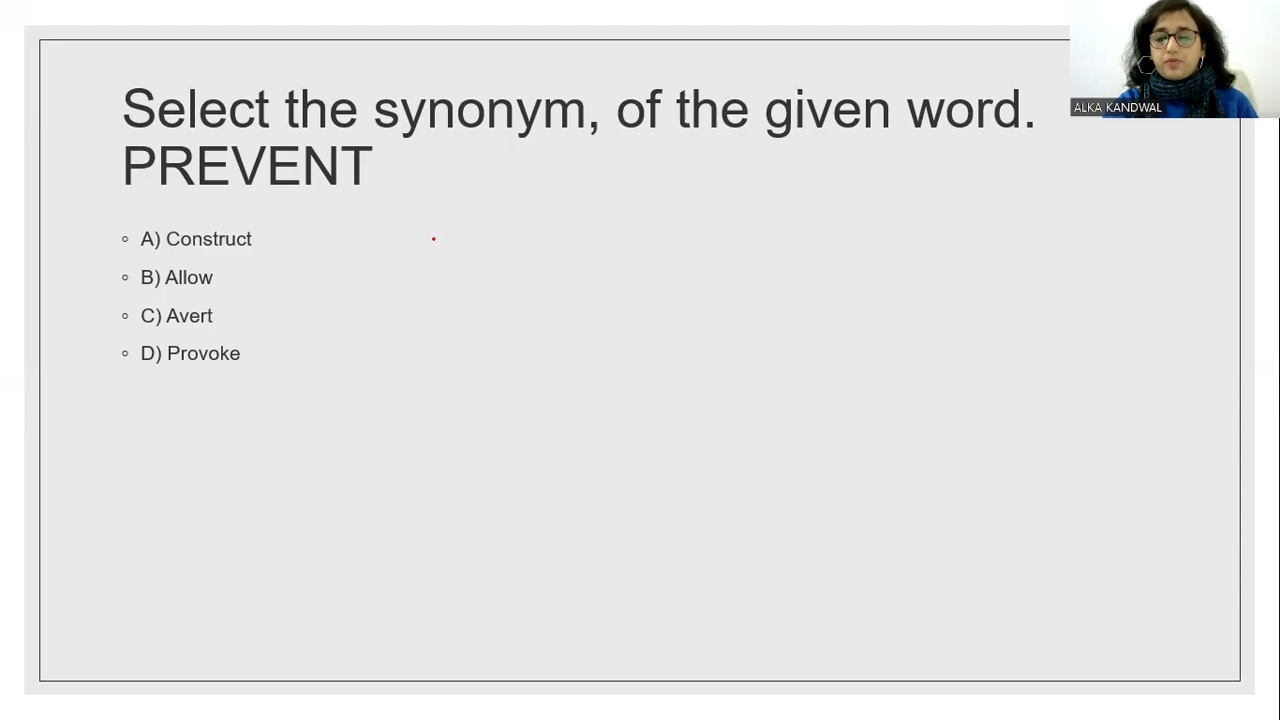 Select the synonym, of the given word.
PREVENT
A) Construct
B) Allow
C) Avert
D) Provoke
ALKA KANDWAL